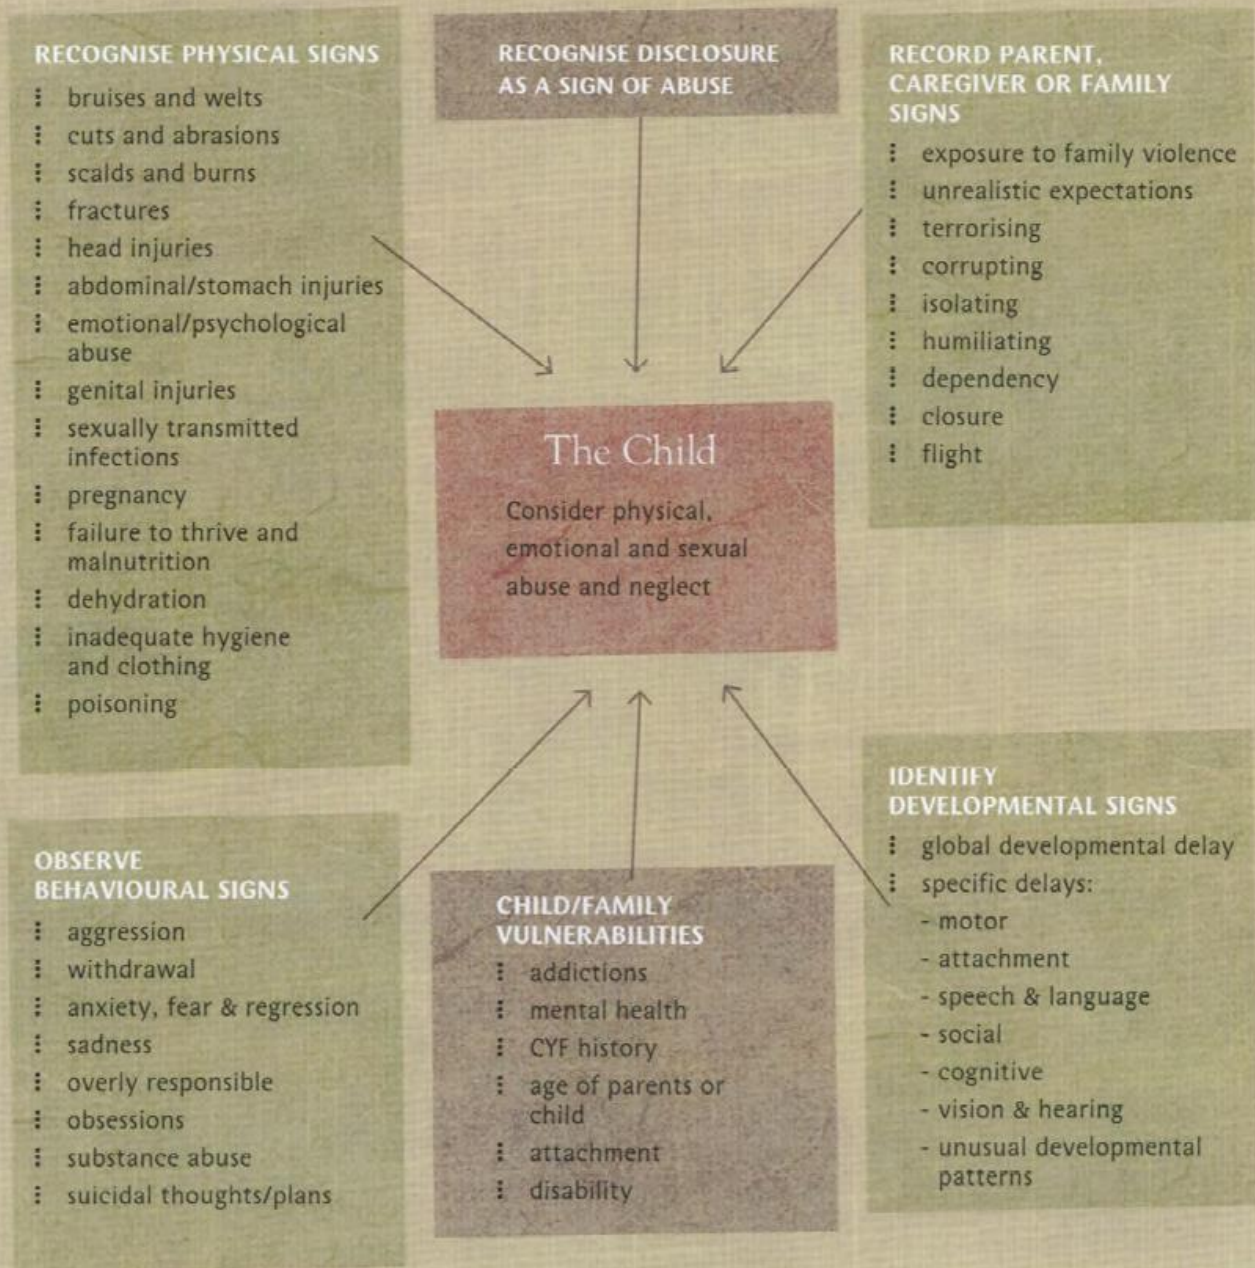 RECOGNISE PHYSICAL SIGNS
bruises and welts
cuts and abrasions
scalds and burns
fractures
head injuries
abdominal/stomach injuries
emotional/psychological
abuse
genital injuries
sexually transmitted
infections
pregnancy
failure to thrive and
malnutrition
dehydration
inadequate hygiene
and clothing
poisoning
RECOGNISE DISCLOSURE
AS A SIGN OF ABUSE
RECORD PARENT,
CAREGIVER OR FAMILY
SIGNS
exposure to family violence
unrealistic expectations
terrorising
corrupting
isolating
humiliating
dependency
closure
flight
The Child
Consider physical,
emotional and sexual
abuse and neglect
OBSERVE
BEHAVIOURAL SIGNS
aggression
withdrawal
anxiety, fear & regression
sadness
overly responsible
obsessions
substance abuse
suicidal thoughts/plans
CHILD/FAMILY
VULNERABILITIES
addictions
mental health
CYF history
age of parents or
child
attachment
disability
IDENTIFY
DEVELOPMENTAL SIGNS
global developmental delay
specific delays:
- motor
- attachment
- speech & language
- social
- cognitive
- vision & hearing
- unusual developmental
patterns